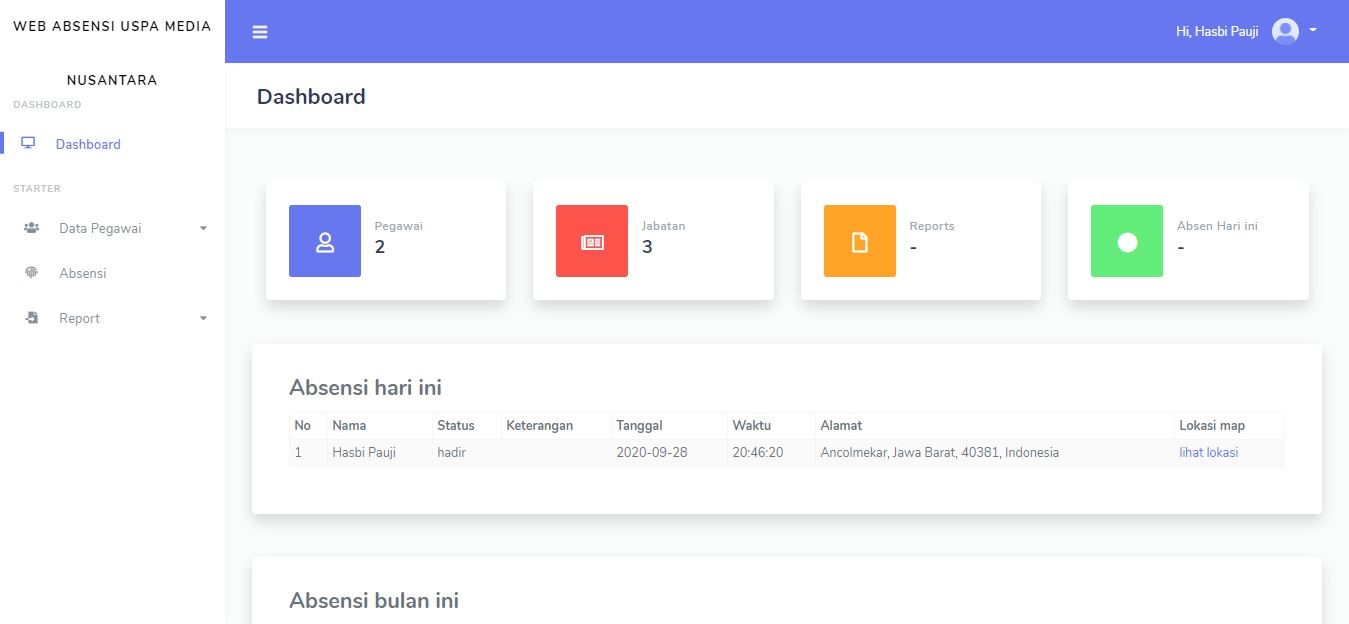 WEB ABSENSI USPA MEDIA
NUSANTARA
DASHBOARD
Dashboard
STARTER
Data Pegawai
Absensi
Report
Hi, Hasbi Pauji
Dashboard
Pegawai
2
Jabatan
3
Reports
-
Absen Hari ini
-
Absensi hari ini
No Nama Status Keterangan Tanggal Waktu Alamat Lokasi map
1 Hasbi Pauji hadir 2020-09-28 20:46:20 Ancolmekar, Jawa Barat, 40381, Indonesia lihat lokasi
Absensi bulan ini